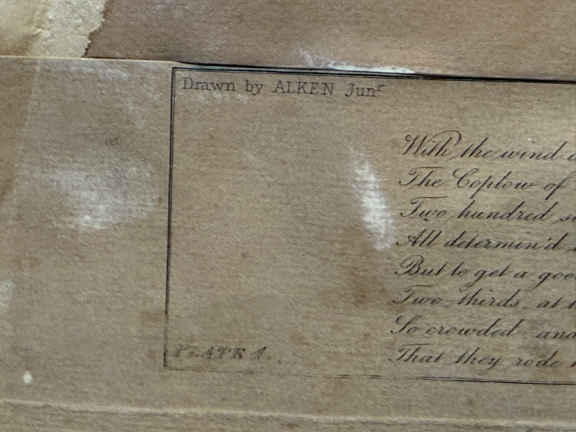 Drawn by ALKEN Junr
With the wind
The Coplow of
Two hundred
All determin'd
But to get a goo
Two thirds, at
So crowded and
That they rode
PLATE 1.